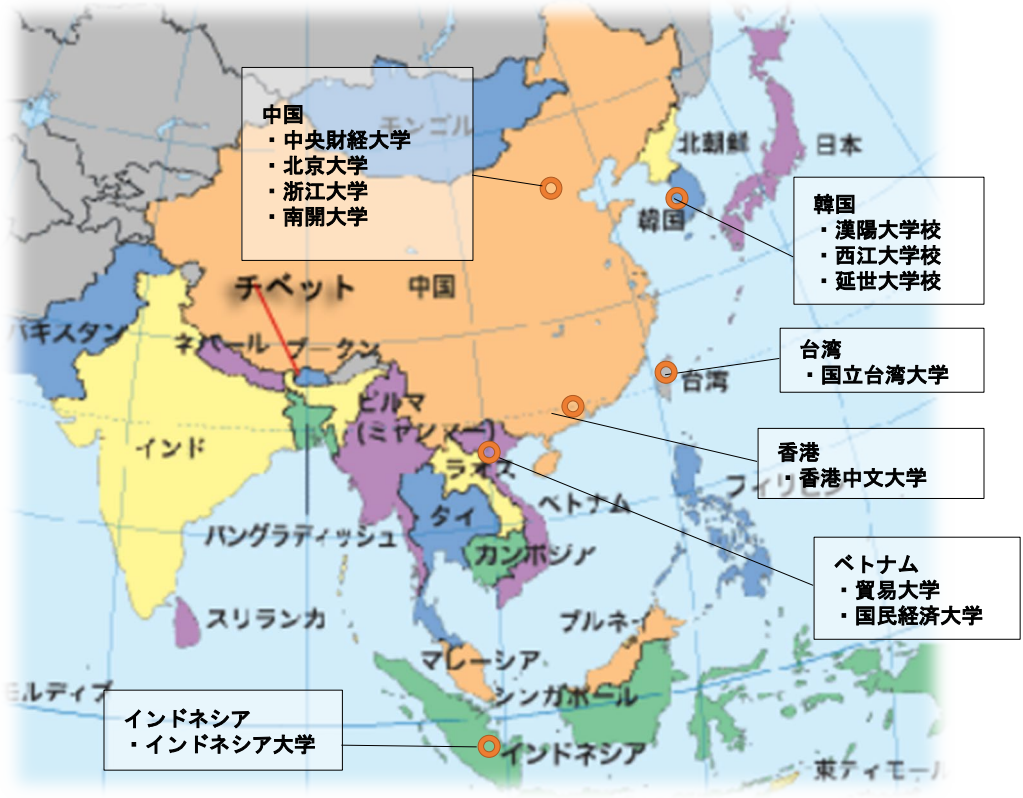 中国
・中央財経大学
・北京大学
・浙江大学
・南開大学
モンゴル
北朝鮮
日本
韓国
韓国
・漢陽大学校
・西江大学校
・延世大学校
チベット
中国
パキスタン
ネパール
ブータン
台湾
・国立台湾大学
台湾
ビルマ
(ミャンマー)
インド
ラオス
香港
・香港中文大学
フィリピン
ベトナム
タイ
バングラディッシュ
カンボジア
ベトナム
・貿易大学
・国民経済大学
スリランカ
ブルネイ
マレーシア
シンガポール
モルディブ
インドネシア
・インドネシア大学
インドネシア
東ティモール